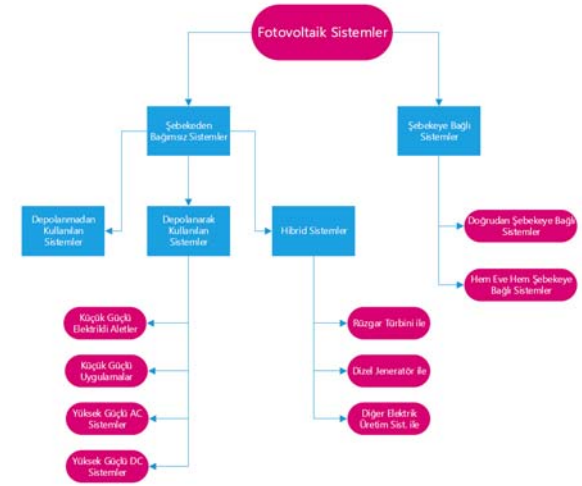 Fotovoltaik Sistemler
Şebekeden
Bağımsız Sistemler
Şebekeye Bağlı
Sistemler
Depolanmadan
Kullanılan
Sistemler
Depolanarak
Kullanılan
Sistemler
Hibrid Sistemler
Doğrudan Şebekeye Bağlı
Sistemler
Hem Eve Hem Şebekeye
Bağlı Sistemler
Küçük Güçlü
Elektrildi Aletler
Küçük Güçlü
Uygulamalar
Yüksek Güçlü AC
Sistemler
Yüksek Güçlü DC
Sistemler
Rüzgar Türbini ile
Dizel Jeneratör ile
Diğer Elektrik
Üretim Sist. ile